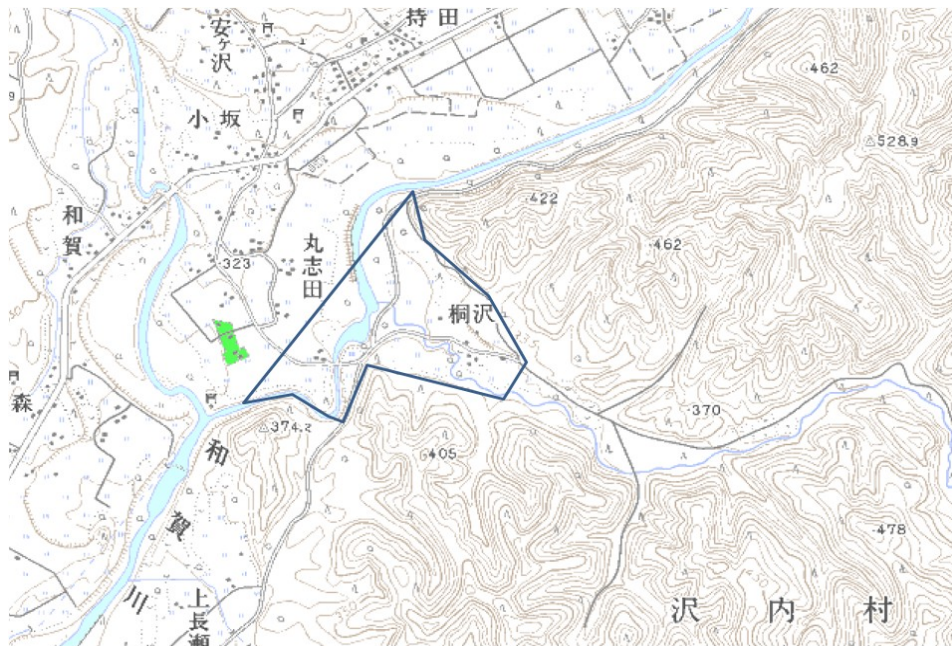 持田
安ヶ沢
462
小坂
△528.9
422
和賀
丸志田
462
323
桐沢
森
370
△374.2
和賀川
405
478
上長瀬
沢内村